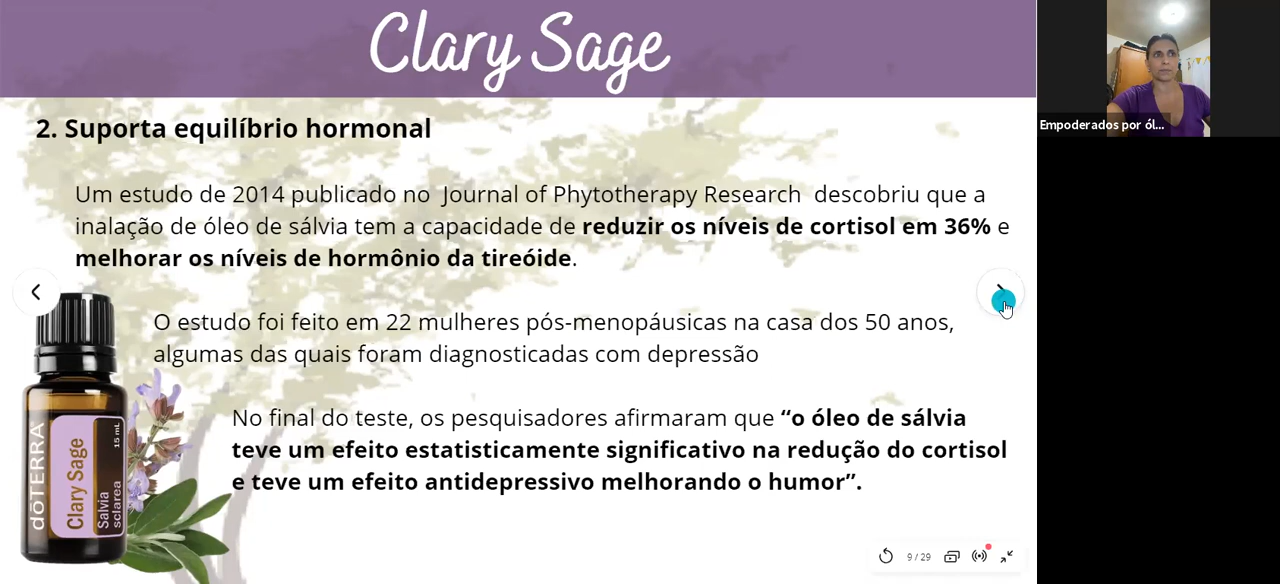 Clary Sage
2. Suporta equilíbrio hormonal
Um estudo de 2014 publicado no Journal of Phytotherapy Research descobriu que a
inalação de óleo de sálvia tem a capacidade de reduzir os níveis de cortisol em 36% e
melhorar os níveis de hormônio da tireóide.
O estudo foi feito em 22 mulheres pós-menopáusicas na casa dos 50 anos,
algumas das quais foram diagnosticadas com depressão
No final do teste, os pesquisadores afirmaram que “o óleo de sálvia
teve um efeito estatisticamente significativo na redução do cortisol
e teve um efeito antidepressivo melhorando o humor”.
dōTERRA
Clary Sage
Salvia
sclarea
15 mL
9 / 29
Empoderados por ól...